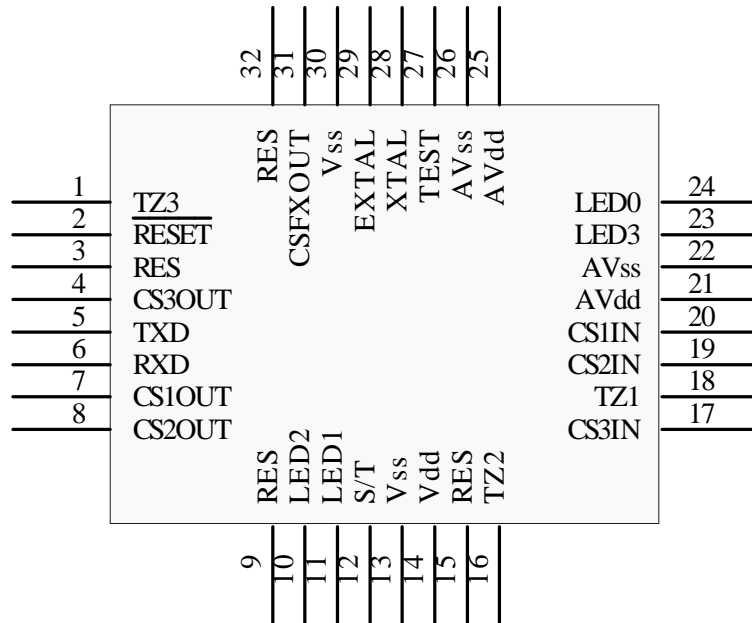 32 31 30 29 28 27 26 25
RES
CSFXOUT
Vss
EXTAL
XTAL
TEST
AVss
AVdd
1 TZ3
2 RESET
3 RES
4 CS3OUT
5 TXD
6 RXD
7 CS1OUT
8 CS2OUT
LED0 24
LED3 23
AVss 22
AVdd 21
CS1IN 20
CS2IN 19
TZ1 18
CS3IN 17
RES
LED2
LED1
S/T
Vss
Vdd
RES
TZ2
9 10 11 12 13 14 15 16